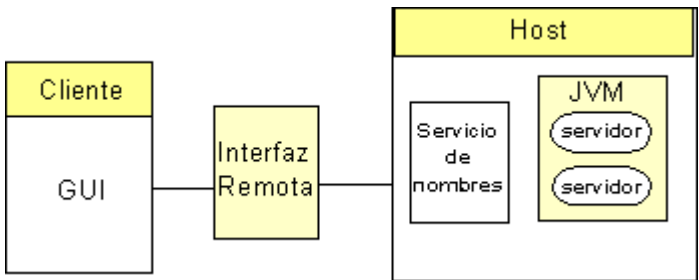 Host
Cliente
JVM
Interfaz
Remota
Servicio
de
nombres
servidor
servidor
GUI